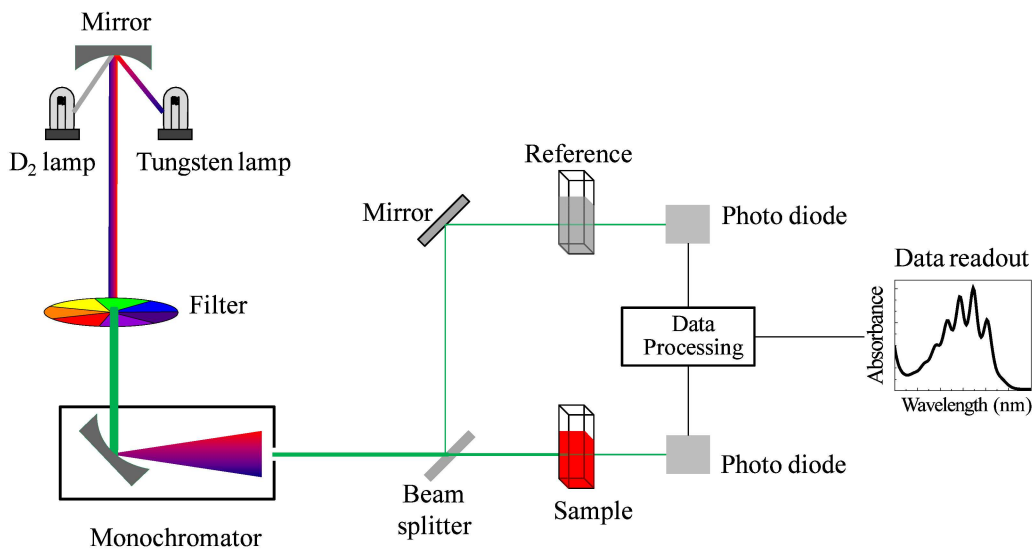 Mirror
D₂ lamp
Tungsten lamp
Filter
Monochromator
Mirror
Beam
splitter
Reference
Sample
Photo diode
Data
Processing
Photo diode
Data readout
Absorbance
Wavelength (nm)